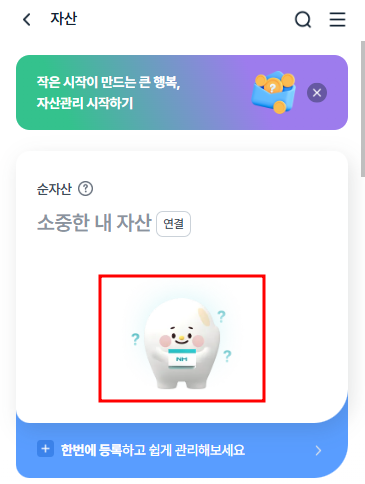 자산
작은 시작이 만드는 큰 행복,
자산관리 시작하기
순자산 ?
소중한 내 자산 연결
? ? ?
NH
+ 한번에 등록하고 쉽게 관리해보세요